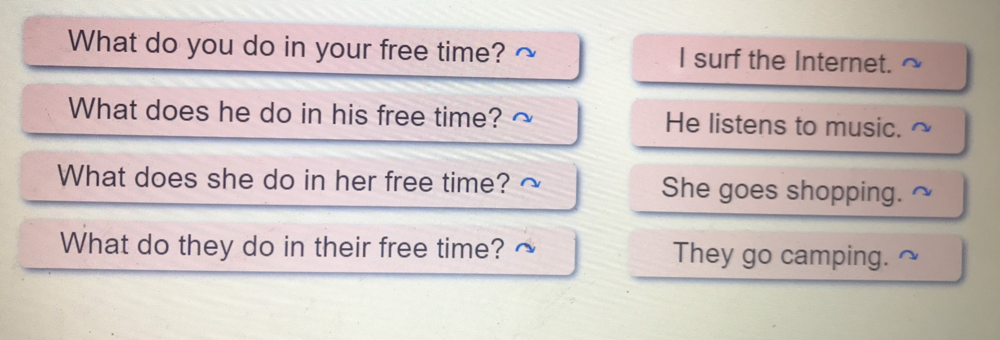 What do you do in your free time?
I surf the Internet.
What does he do in his free time?
He listens to music.
What does she do in her free time?
She goes shopping.
What do they do in their free time?
They go camping.